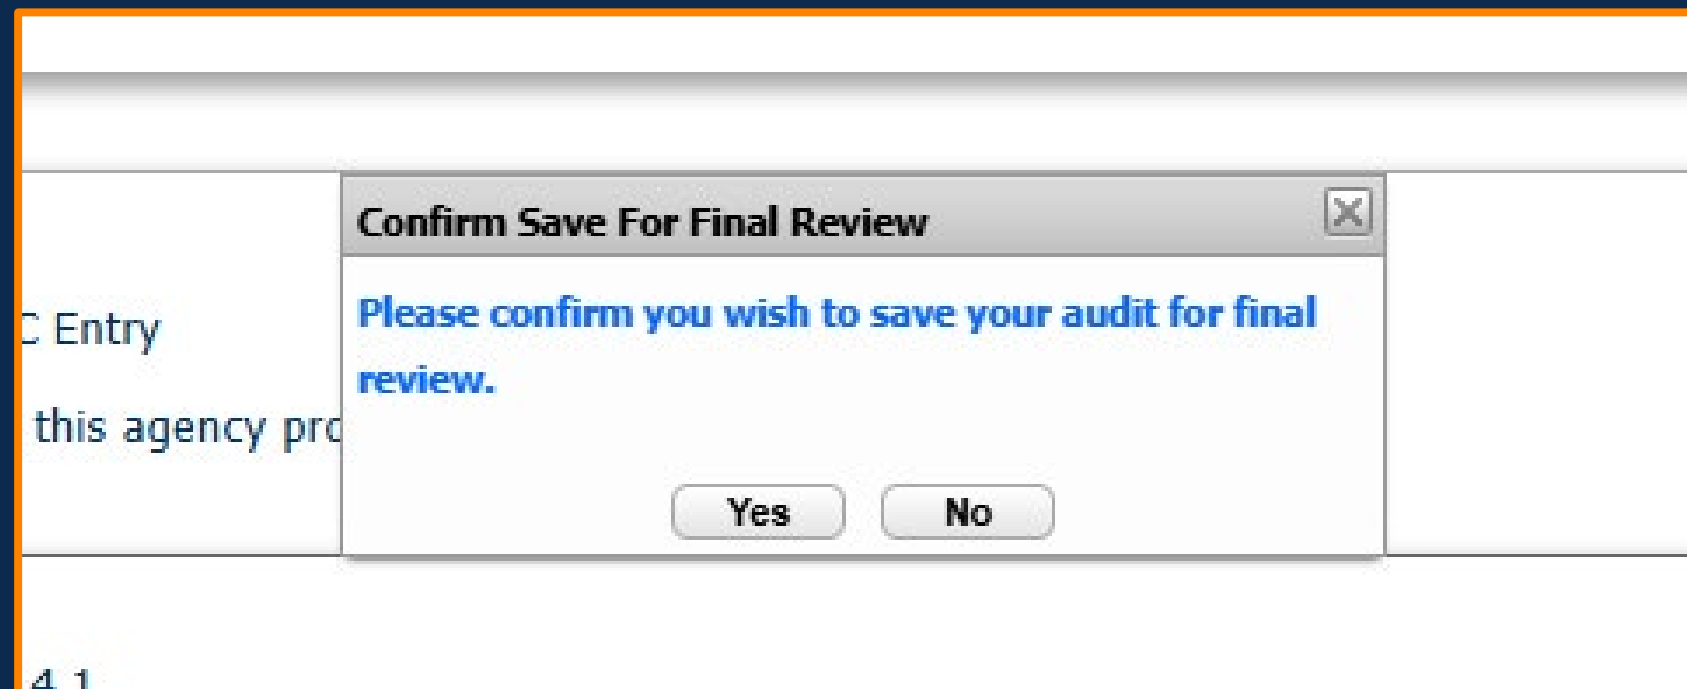 Confirm Save For Final Review
Please confirm you wish to save your audit for final
review.
C Entry
this agency pro
Yes No
4.1